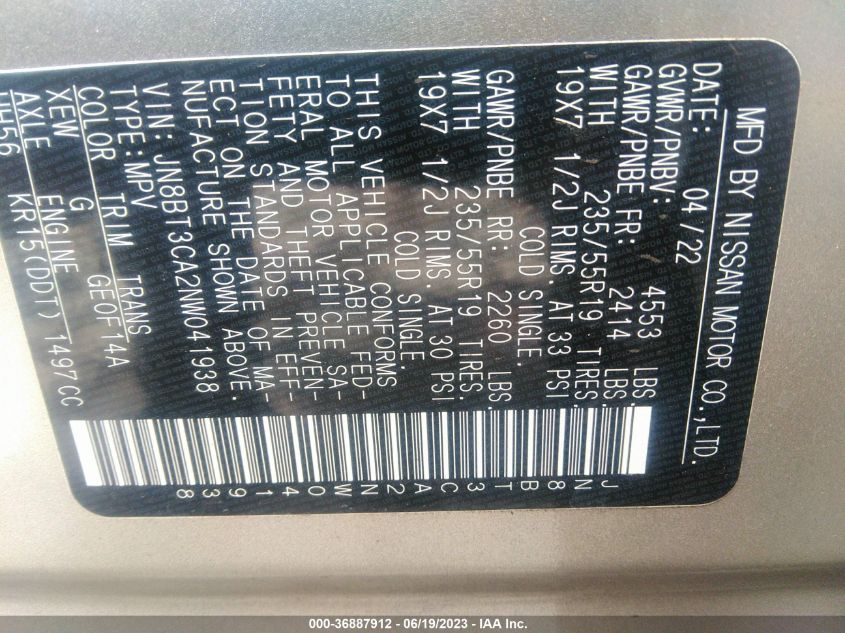 MFD BY NISSAN MOTOR CO.,LTD.
DATE: 04/22
GVWR/PNBV: 4553 LBS.
GAWR/PNBE FR: 2414 LBS.
WITH 235/55R19 TIRES.
19X7 1/2J RIMS. AT 33 PSI
COLD SINGLE.
GAWR/PNBE RR: 2260 LBS.
WITH 235/55R19 TIRES.
19X7 1/2J RIMS. AT 30 PSI
COLD SINGLE.
THIS VEHICLE CONFORMS
TO ALL APPLICABLE FED-
ERAL MOTOR VEHICLE SA-
FETY AND THEFT PREVEN-
TION STANDARDS IN EFF-
ECT ON THE DATE OF MA-
NUFACTURE SHOWN ABOVE.
VIN: JN8BT3CA2NW041938
TYPE:MPV
COLOR TRIM TRANS
G GE0F14A
AXLE ENGINE
KR15(DDT) 1497CC
JN8BT3CA2NW041938
000-36887912 - 06/19/2023 - IAA Inc.